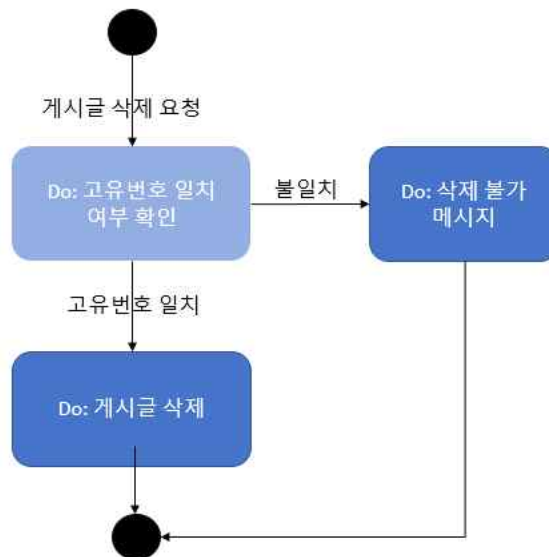 게시글 삭제 요청
Do: 고유번호 일치
여부 확인
불일치
Do: 삭제 불가
메시지
고유번호 일치
Do: 게시글 삭제